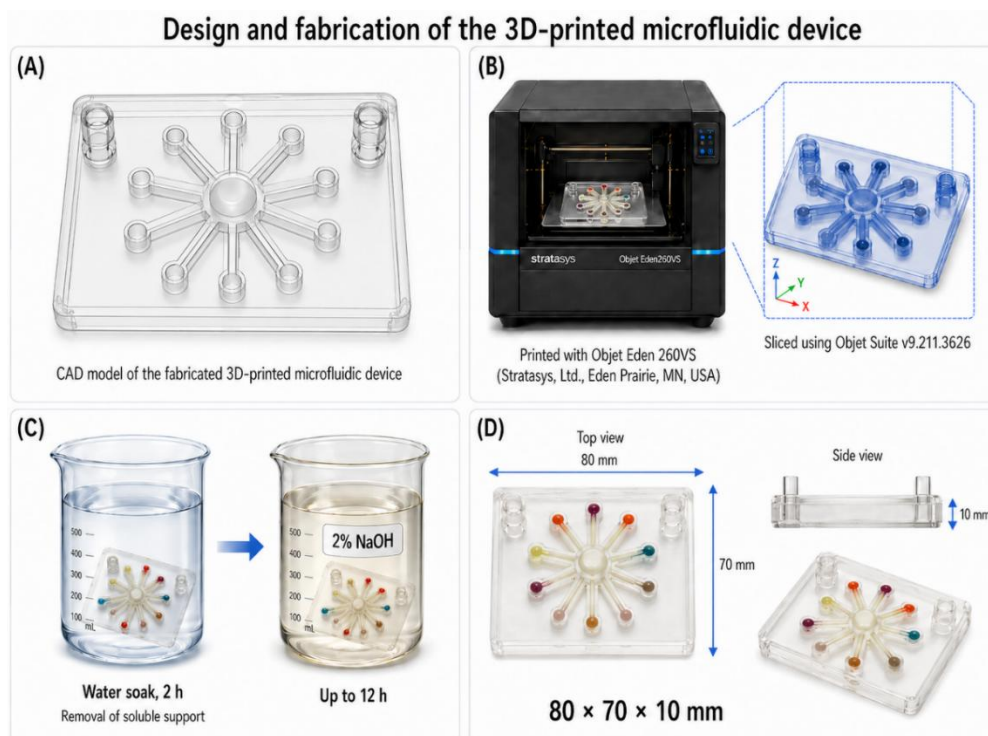 Design and fabrication of the 3D-printed microfluidic device
(A)
CAD model of the fabricated 3D-printed microfluidic device
(B)
stratasys
Objet Eden260VS
Z
Y
X
Printed with Objet Eden 260VS
(Stratasys, Ltd., Eden Prairie, MN, USA)
Sliced using Objet Suite v9.211.3626
(C)
500
400
300
200
100
mL
2% NaOH
500
400
300
200
100
mL
Water soak, 2 h
Removal of soluble support
Up to 12 h
(D)
Top view
80 mm
70 mm
Side view
10 mm
80 × 70 × 10 mm